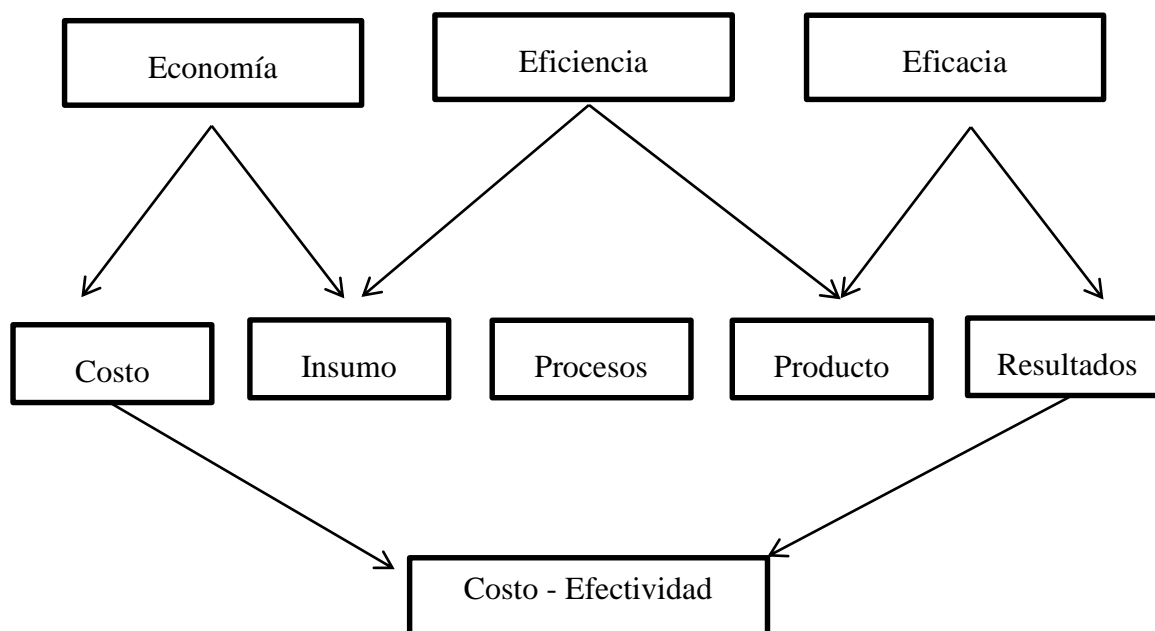 Economía
Eficiencia
Eficacia
Costo
Insumo
Procesos
Producto
Resultados
Costo - Efectividad